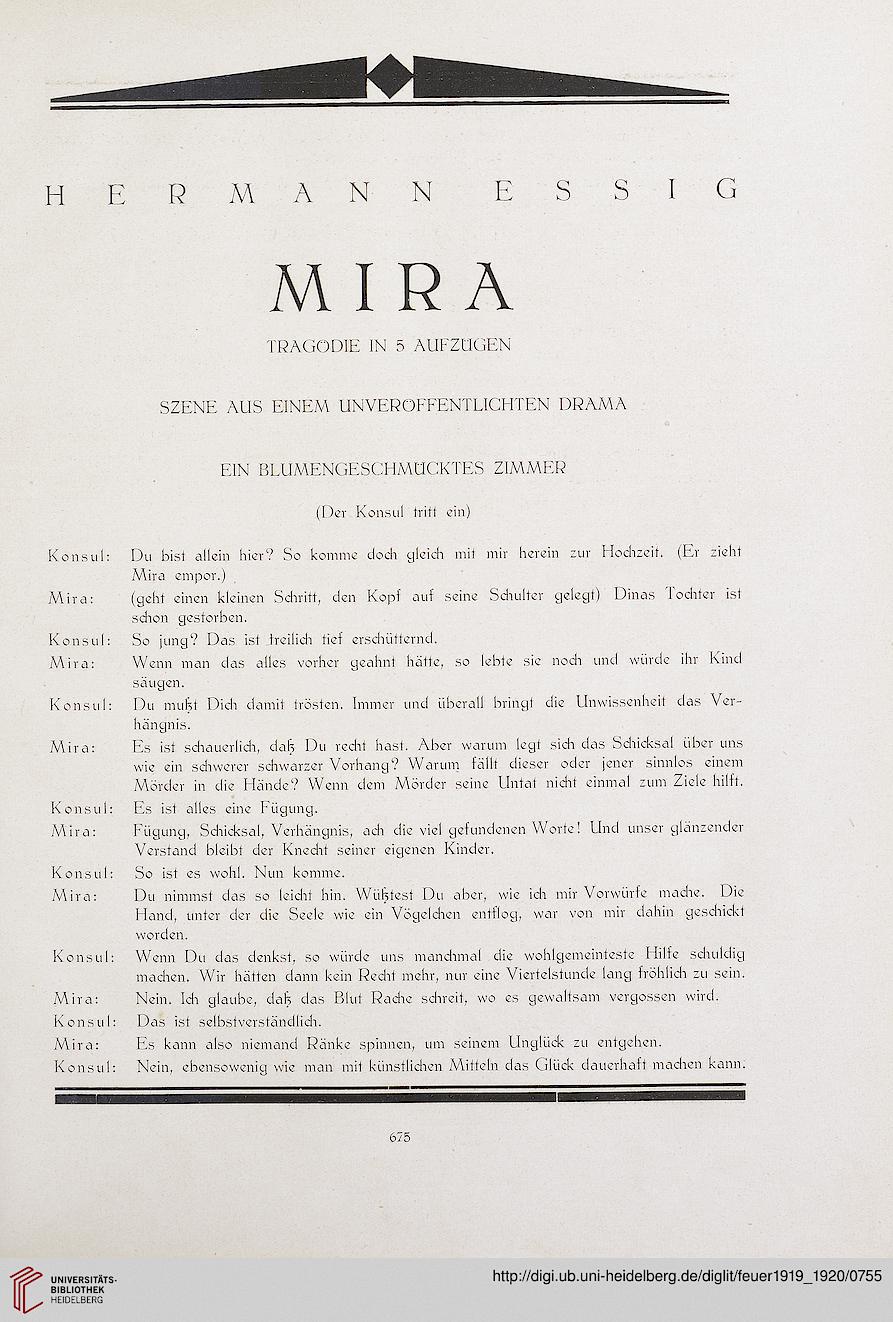 HERMANN ESSIG
MIRA
TRAGÖDIE IN 5 AUFZÜGEN
SZENE AUS EINEM UNVERÖFFENTLICHTEN DRAMA
EIN BLUMENGESCHMÜCKTES ZIMMER
(Der Konsul tritt ein)
Konsul: Du bist allein hier? So komme doch gleich mit mir herein zur Hochzeit. (Er zieht
Mira empor.)
Mira: (geht einen kleinen Schritt, den Kopf auf seine Schulter gelegt) Dinas Tochter ist
schon gestorben.
Konsul: So jung? Das ist freilich tief erschütternd.
Mira: Wenn man das alles vorher geahnt hätte, so lebte sie noch und würde ihr Kind
säugen.
Konsul: Du mußt Dich damit trösten. Immer und überall bringt die Unwissenheit das Ver-
hängnis.
Mira: Es ist schauerlich, daß Du recht hast. Aber warum legt sich das Schicksal über uns
wie ein schwerer schwarzer Vorhang? Warum fällt dieser oder jener sinnlos einem
Mörder in die Hände? Wenn dem Mörder seine Untat nicht einmal zum Ziele hilft.
Konsul: Es ist alles eine Fügung.
Mira: Fügung, Schicksal, Verhängnis, ach die viel gefundenen Worte! Und unser glänzender
Verstand bleibt der Knecht seiner eigenen Kinder.
Konsul: So ist es wohl. Nun komme.
Mira: Du nimmst das so leicht hin. Wüßtest Du aber, wie ich mir Vorwürfe mache. Die
Hand, unter der die Seele wie ein Vögelchen entflog, war von mir dahin geschickt
worden.
Konsul: Wenn Du das denkst, so würde uns manchmal die wohlgemeinteste Hilfe schuldig
machen. Wir hätten dann kein Recht mehr, nur eine Viertelstunde lang fröhlich zu sein.
Mira: Nein. Ich glaube, daß das Blut Rache schreit, wo es gewaltsam vergossen wird.
Konsul: Das ist selbstverständlich.
Mira: Es kann also niemand Ränke spinnen, um seinem Unglück zu entgehen.
Konsul: Nein, ebensowenig wie man mit künstlichen Mitteln das Glück dauerhaft machen kann.
675
UNIVERSITÄTS-
BIBLIOTHEK
HEIDELBERG
http://digi.ub.uni-heidelberg.de/diglit/feuer1919_1920/0755